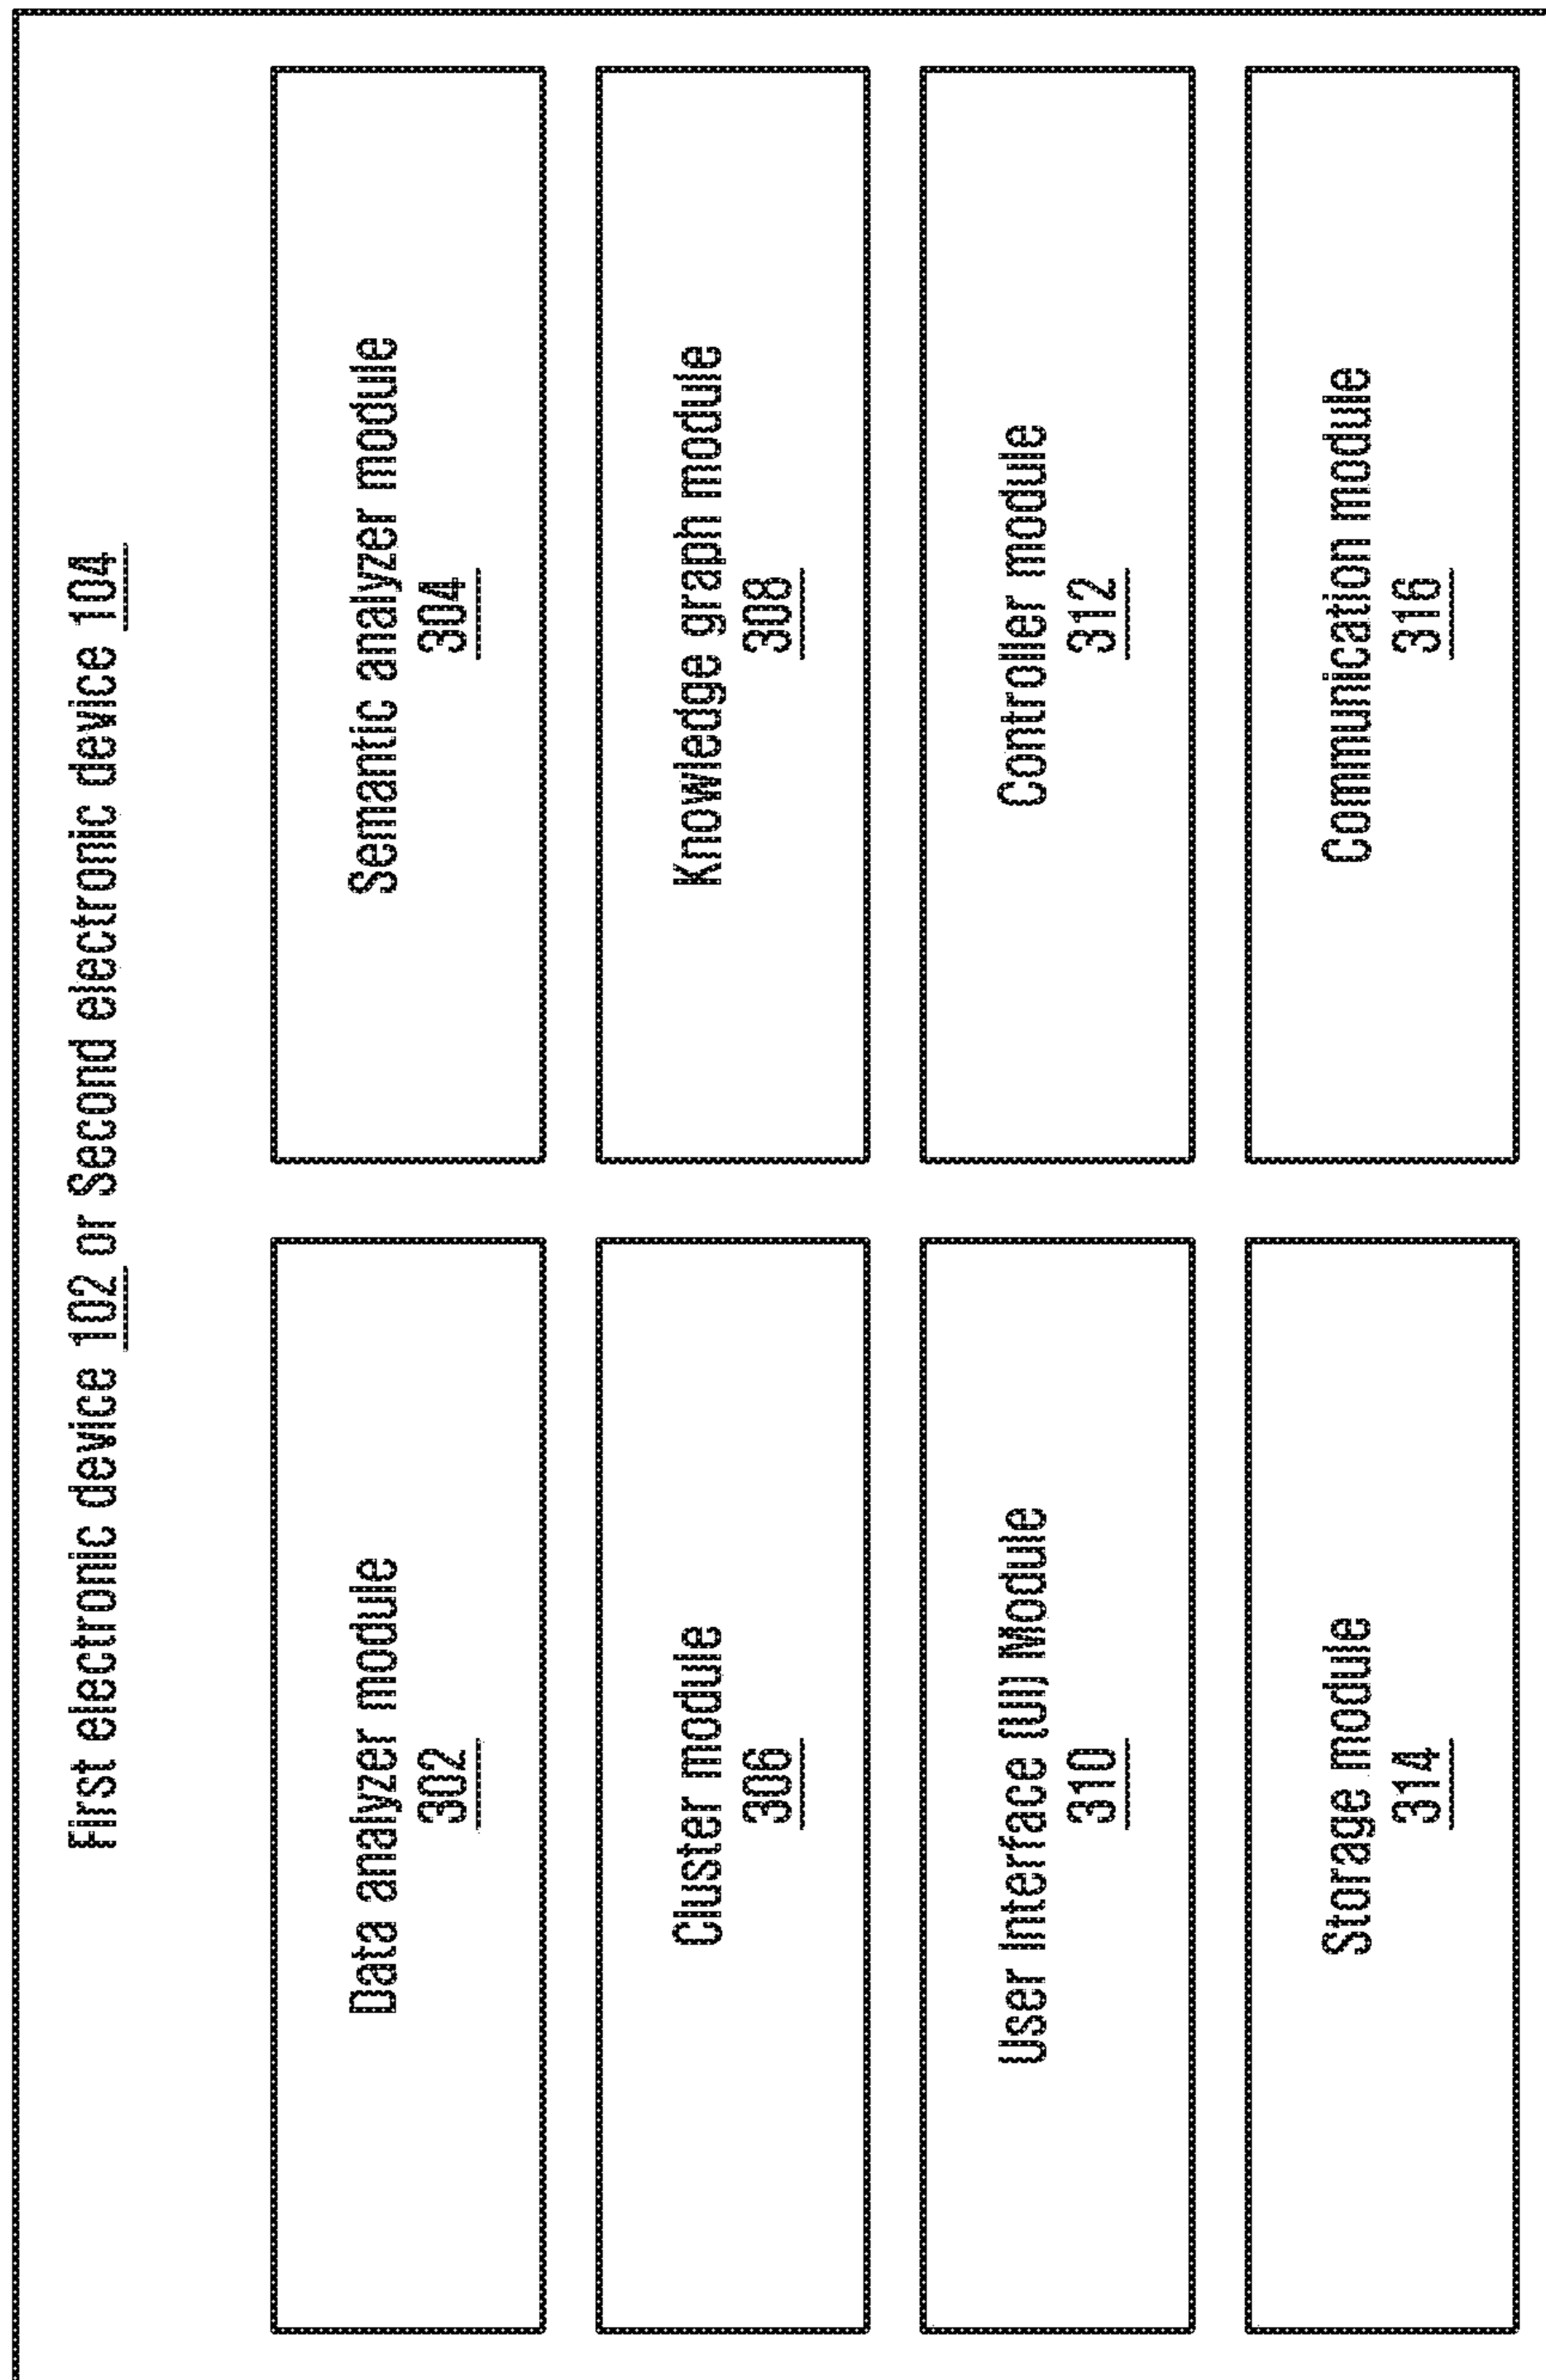 First electronic device 102 or Second electronic device 104
Data analyzer module
302
Semantic analyzer module
304
Cluster module
306
Knowledge graph module
308
User Interface (UI) Module
310
Controller module
312
Storage module
314
Communication module
316